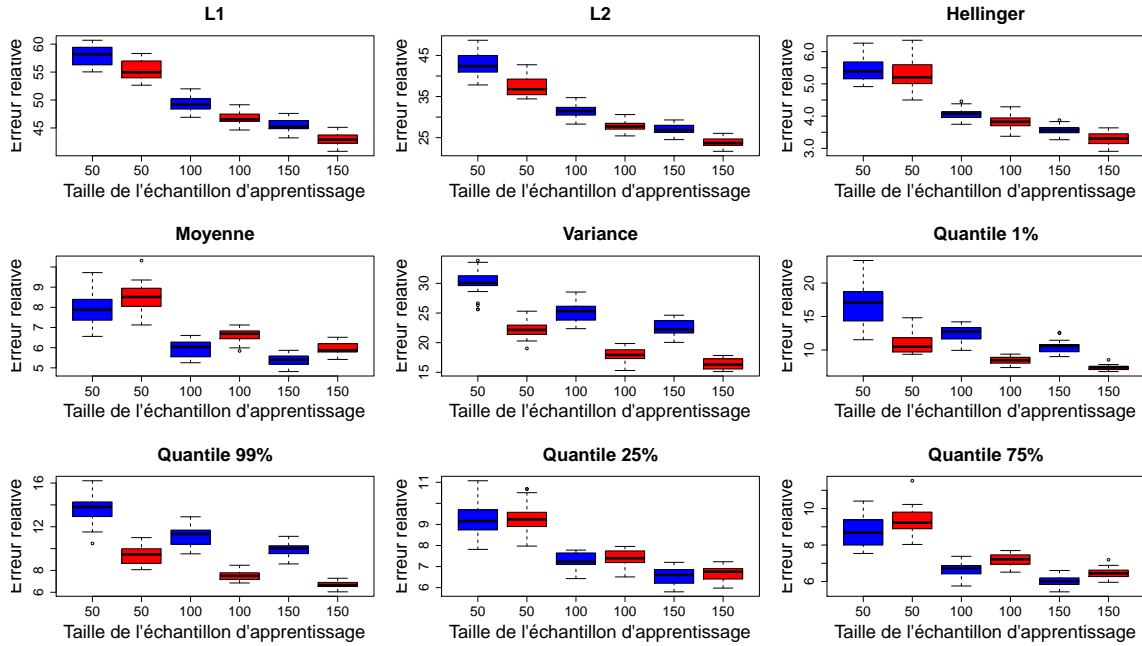 L1
L2
Hellinger
Erreur relative
45 50 55 60
50 50 100 100 150 150
Taille de l'échantillon d'apprentissage
Erreur relative
25 35 45
50 50 100 100 150 150
Taille de l'échantillon d'apprentissage
Erreur relative
3.0 4.0 5.0 6.0
50 50 100 100 150 150
Taille de l'échantillon d'apprentissage
Moyenne
Variance
Quantile 1%
Erreur relative
5 6 7 8 9
50 50 100 100 150 150
Taille de l'échantillon d'apprentissage
Erreur relative
15 20 25 30
50 50 100 100 150 150
Taille de l'échantillon d'apprentissage
Erreur relative
10 15 20
50 50 100 100 150 150
Taille de l'échantillon d'apprentissage
Quantile 99%
Quantile 25%
Quantile 75%
Erreur relative
6 8 10 12 14 16
50 50 100 100 150 150
Taille de l'échantillon d'apprentissage
Erreur relative
6 7 8 9 11
50 50 100 100 150 150
Taille de l'échantillon d'apprentissage
Erreur relative
6 7 8 9 10
50 50 100 100 150 150
Taille de l'échantillon d'apprentissage